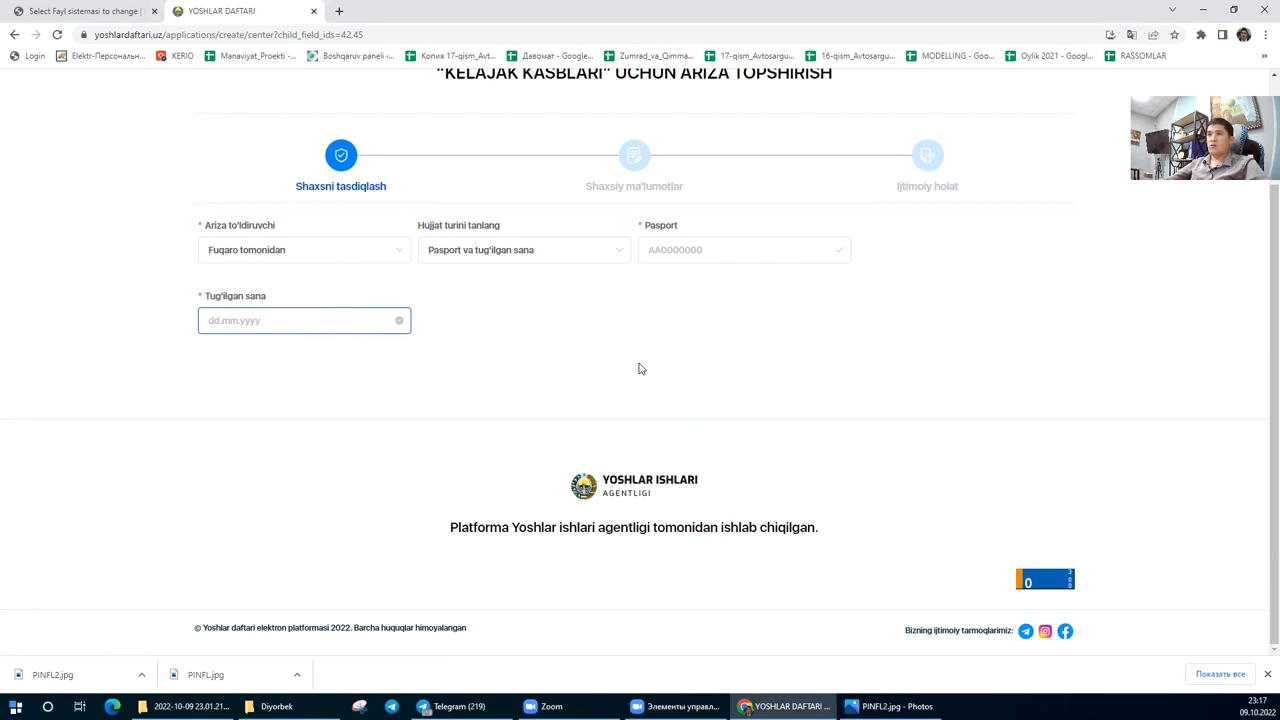 Select Fayl sistemasi to change |
YOSHLAR DAFTARI
yoshlardaftari.uz/applications/create/center?child_field_ids=42,45
Login
Elektr-Персональн...
KERIO
Manaviyat_Proekti -...
Boshqaruv paneli ‹...
Копия 17-qism_Avt...
Давомат - Google...
Zumrad_va_Qimma...
17-qism_Avtosargu...
16-qism_Avtosargu...
MODELLING - Goo...
Oylik 2021 - Googl...
RASSOMLAR
"KELAJAK KASBLARI" UCHUN ARIZA TOPSHIRISH
Shaxsni tasdiqlash
Shaxsiy ma'lumotlar
Ijtimoiy holat
* Ariza to'ldiruvchi
Hujjat turini tanlang
* Pasport
Fuqaro tomonidan
Pasport va tug'ilgan sana
AA0000000
* Tug'ilgan sana
dd.mm.yyyy
YOSHLAR ISHLARI
AGENTLIGI
Platforma Yoshlar ishlari agentligi tomonidan ishlab chiqilgan.
0
3
0
0
© Yoshlar daftari elektron platformasi 2022. Barcha huquqlar himoyalangan
Bizning ijtimoiy tarmoqlarimiz:
PINFL2.jpg
PINFL.jpg
Показать все
2022-10-09 23.01.21...
Diyorbek
Telegram (219)
Zoom
Элементы управл...
YOSHLAR DAFTARI ...
PINFL2.jpg - Photos
23:17
09.10.2022